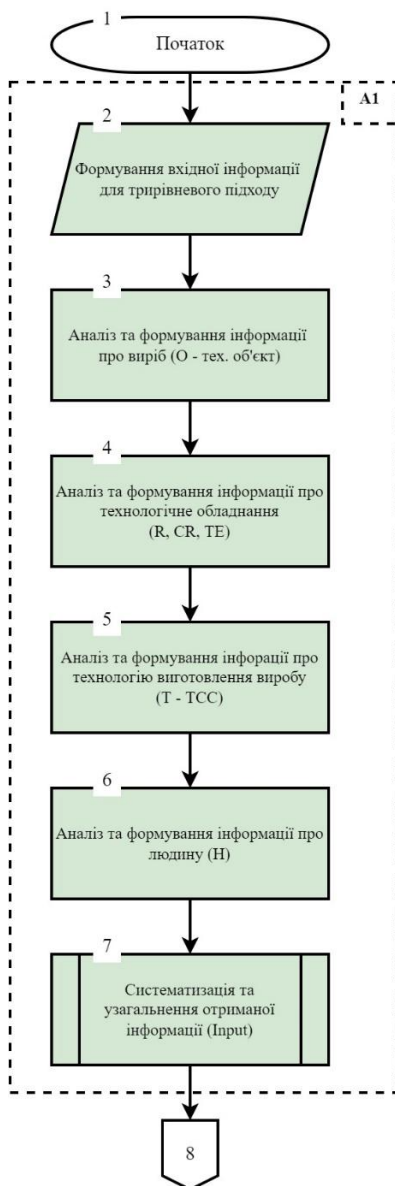 1
Початок
A1
2
Формування вхідної інформації
для трирівневого підходу
3
Аналіз та формування інформації
про виріб (О - тех. об'єкт)
4
Аналіз та формування інформації про
технологічне обладнання
(R, CR, TE)
5
Аналіз та формування інфорації про
технологію виготовлення виробу
(Т - ТСС)
6
Аналіз та формування інформації про
людину (H)
7
Систематизація та
узагальнення отриманої
інформації (Input)
8